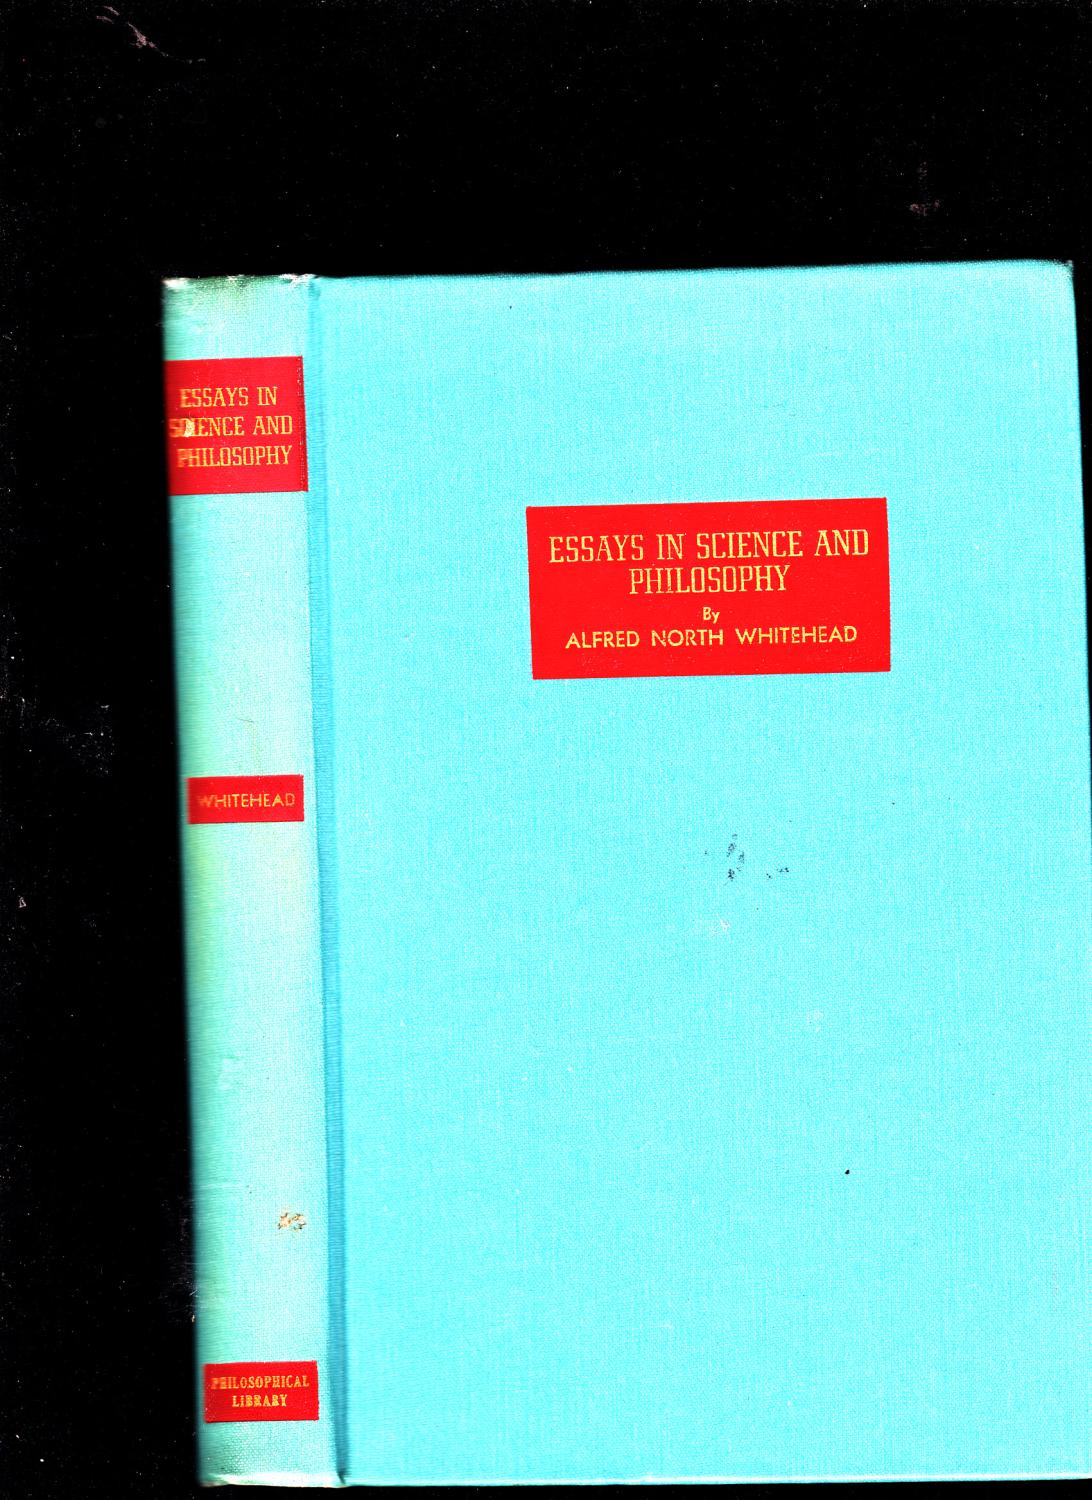 ESSAYS IN
SCIENCE AND
PHILOSOPHY
WHITEHEAD
PHILOSOPHICAL
LIBRARY
ESSAYS IN SCIENCE AND
PHILOSOPHY
By
ALFRED NORTH WHITEHEAD